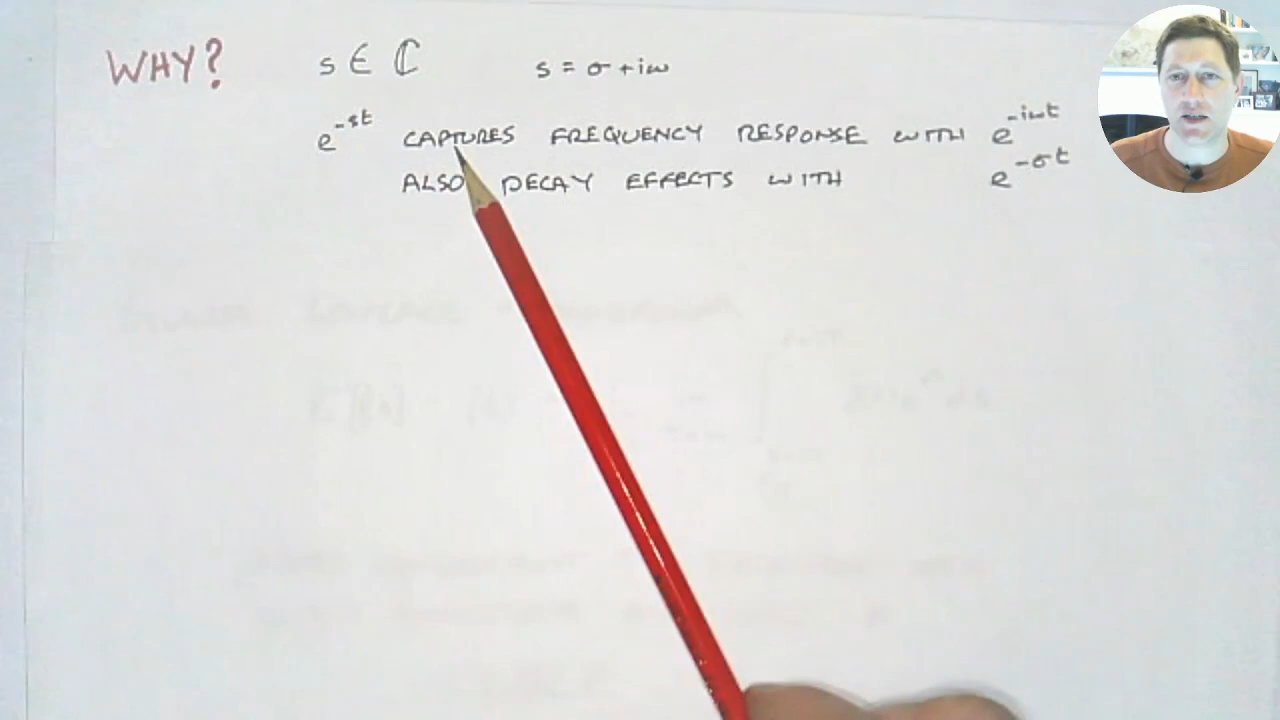 WHY? s ∈ ℂ s = σ + iω
e^{-st} CAPTURES FREQUENCY RESPONSE WITH e^{-iωt}
ALSO DECAY EFFECTS WITH e^{-σt}